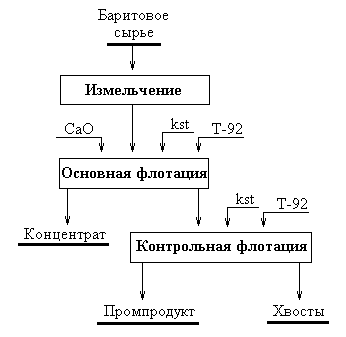 Баритовое
сырье
Измельчение
CaO
kst
T-92
Основная флотация
kst
T-92
Концентрат
Контрольная флотация
Промпродукт
Хвосты